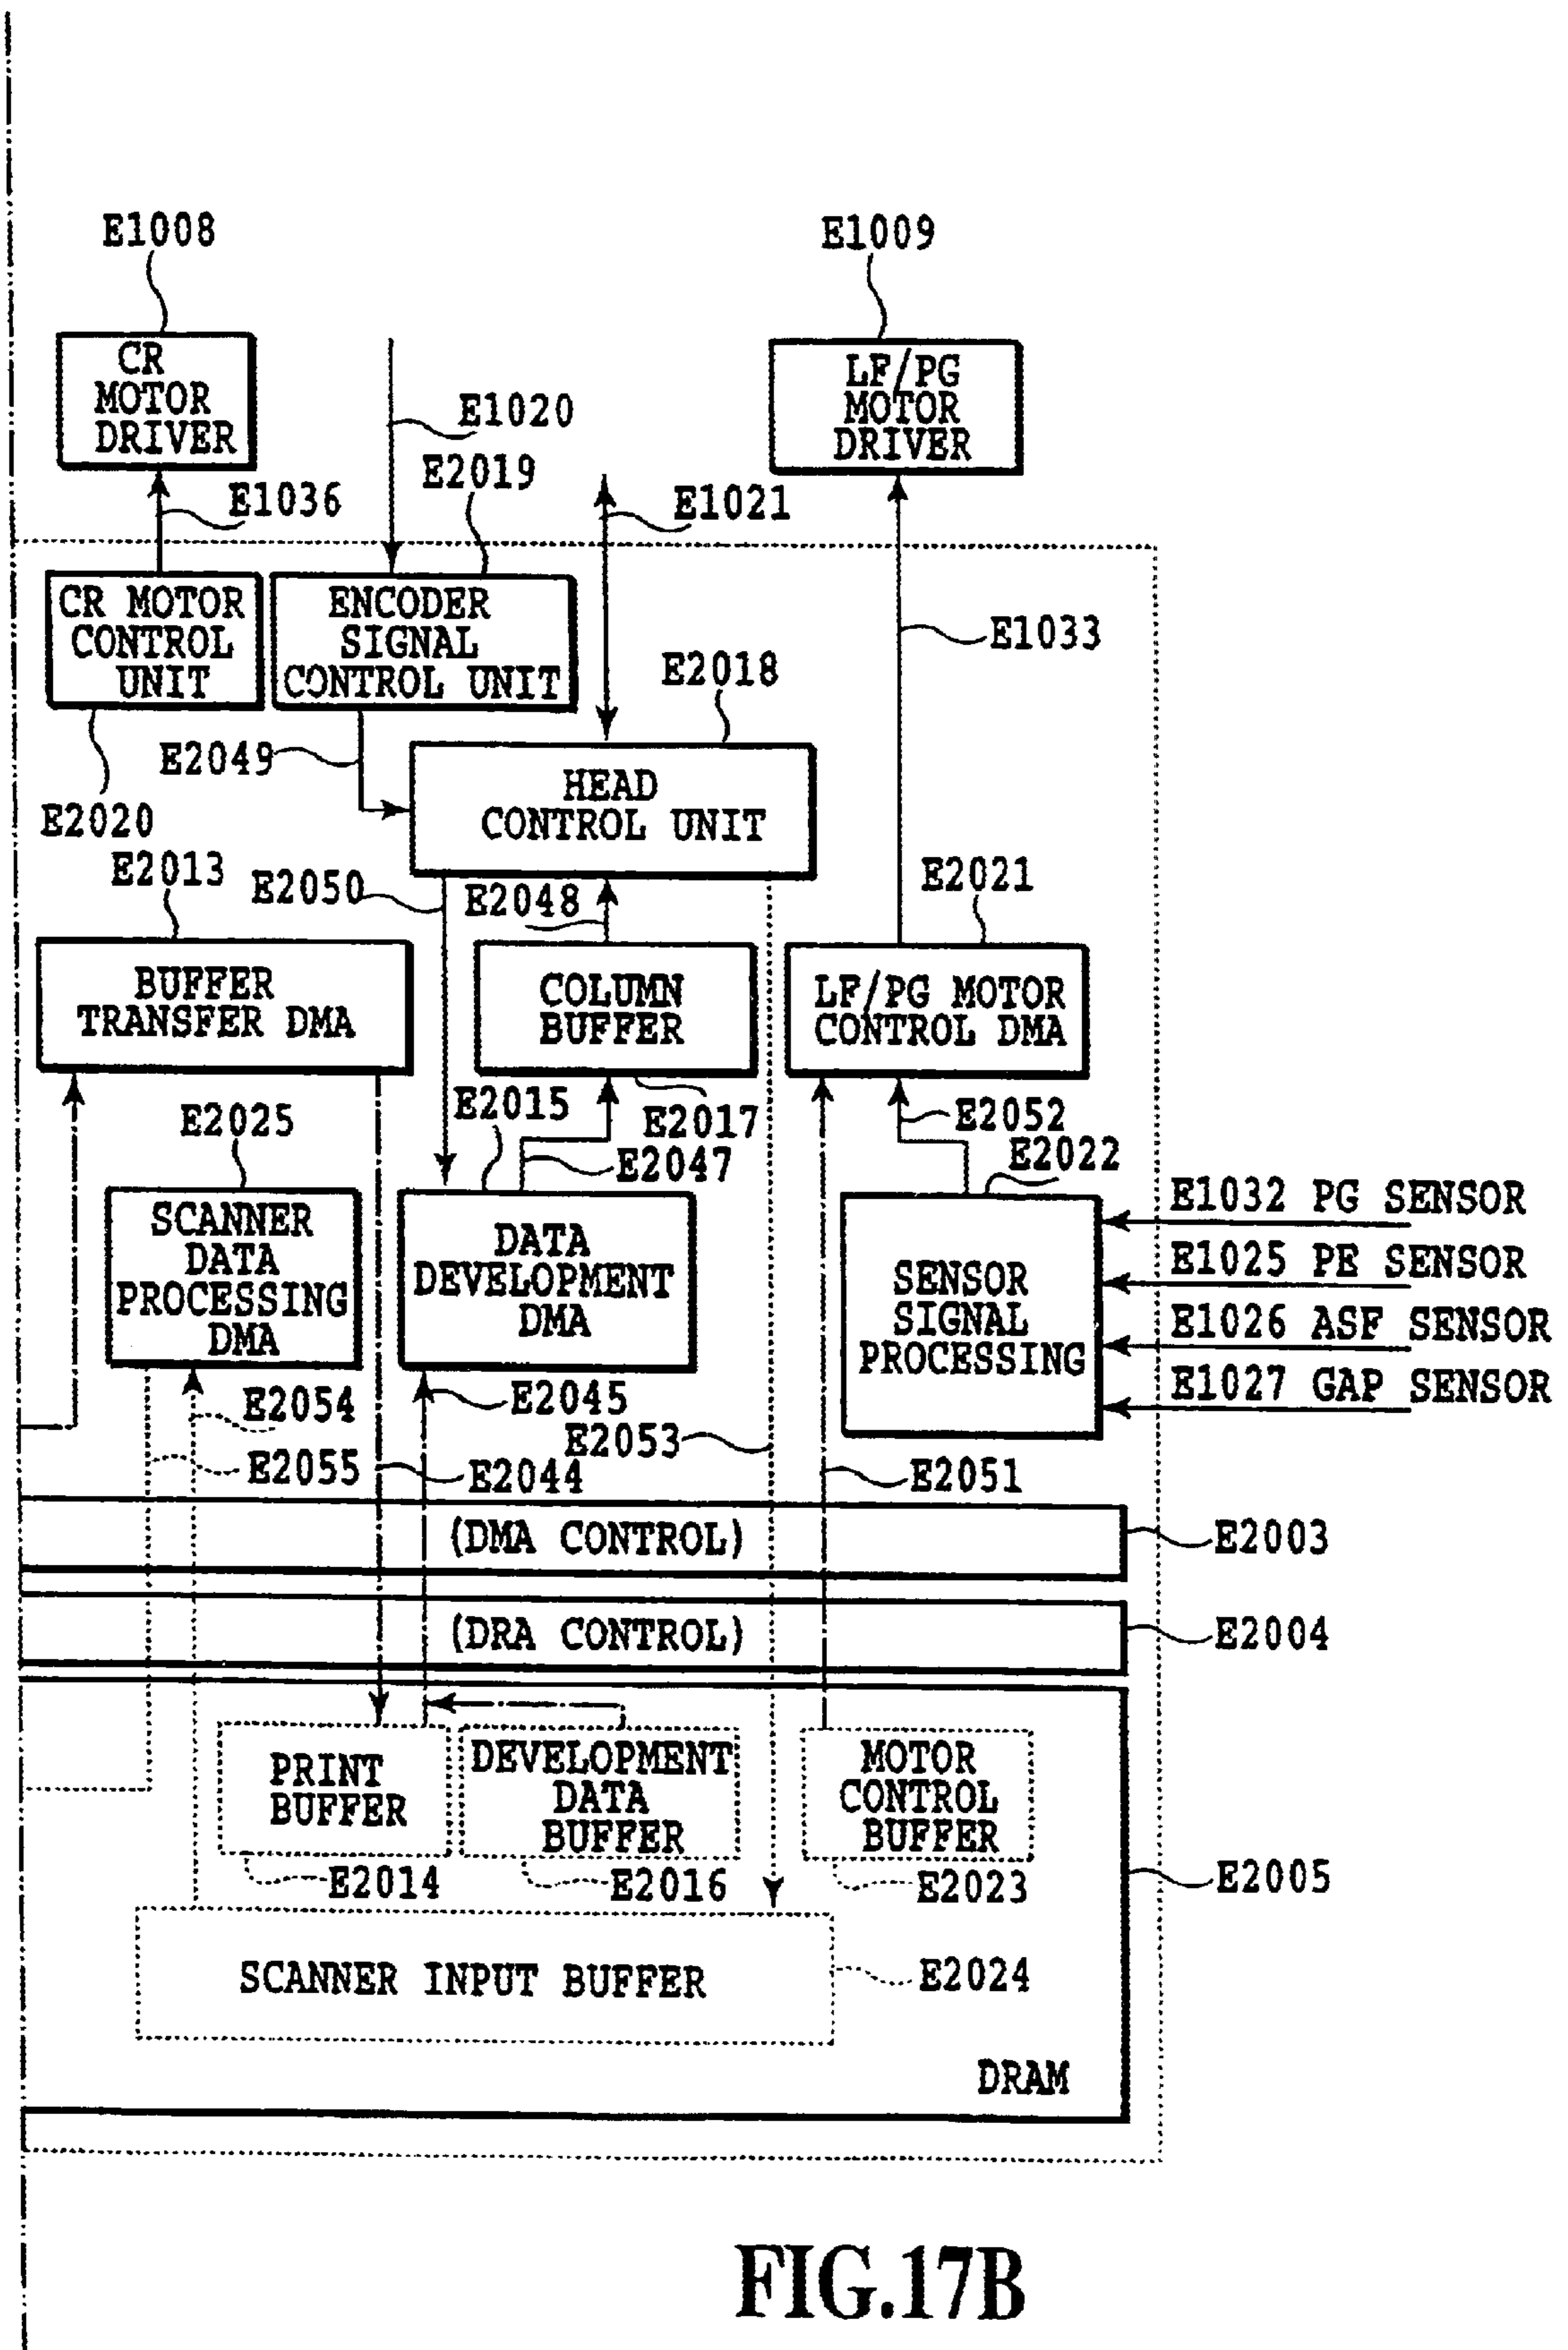 E1008
E1009
CR
MOTOR
DRIVER
LF/PG
MOTOR
DRIVER
E1020
E2019
E1036
E1021
CR MOTOR
CONTROL
UNIT
ENCODER
SIGNAL
CONTROL UNIT
E1033
E2018
E2049
E2020
HEAD
CONTROL UNIT
E2013
E2050
E2048
E2021
BUFFER
TRANSFER DMA
COLUMN
BUFFER
LF/PG MOTOR
CONTROL DMA
E2025
E2015
E2017
E2047
E2052
E2022
SCANNER
DATA
PROCESSING
DMA
DATA
DEVELOPMENT
DMA
SENSOR
SIGNAL
PROCESSING
E1032 PG SENSOR
E1025 PE SENSOR
E1026 ASF SENSOR
E1027 GAP SENSOR
E2054
E2045
E2053
E2055
E2044
E2051
(DMA CONTROL)
E2003
(DRA CONTROL)
E2004
PRINT
BUFFER
DEVELOPMENT
DATA
BUFFER
MOTOR
CONTROL
BUFFER
E2014
E2016
E2023
E2005
SCANNER INPUT BUFFER
E2024
DRAM
FIG.17B